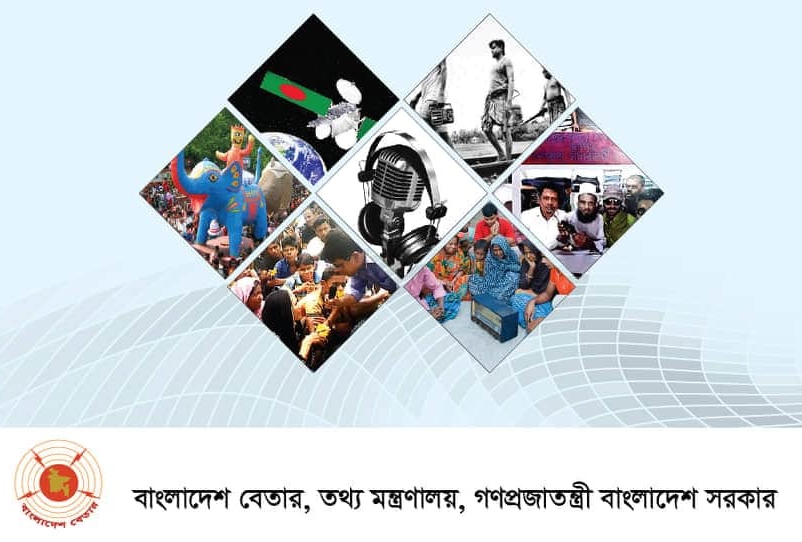 বাংলাদেশ বেতার
বাংলাদেশ বেতার, তথ্য মন্ত্রণালয়, গণপ্রজাতন্ত্রী বাংলাদেশ সরকার